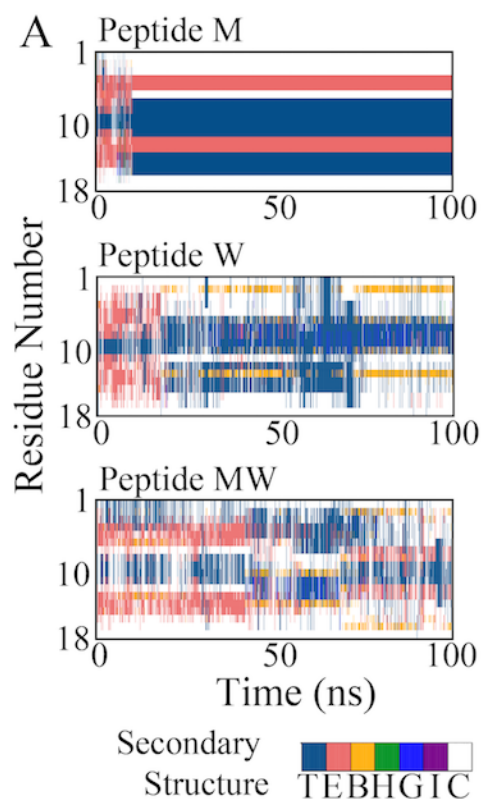 A
Peptide M
1
10
18
0 50 100
Peptide W
1
10
18
0 50 100
Residue Number
Peptide MW
1
10
18
0 50 100
Time (ns)
Secondary
Structure
TEBHGIC